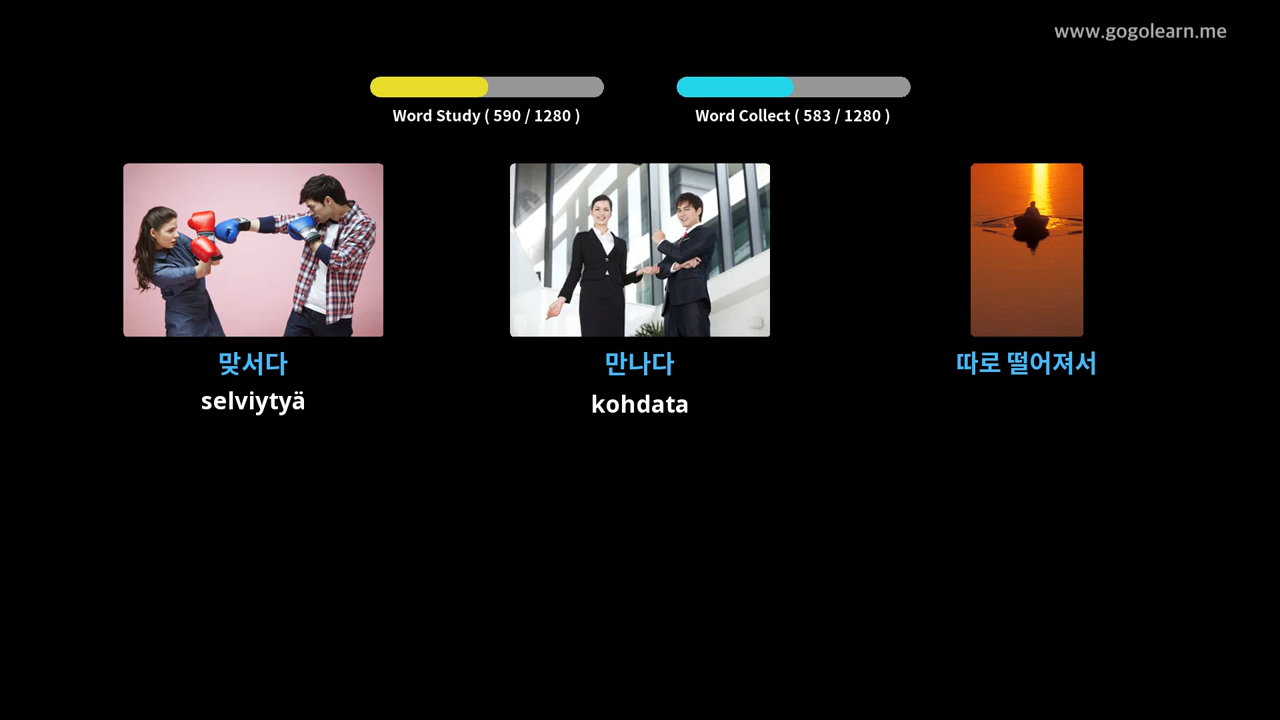 www.gogolearn.me
Word Study ( 590 / 1280 )
Word Collect ( 583 / 1280 )
맞서다
만나다
따로 떨어져서
selviytyä
kohdata